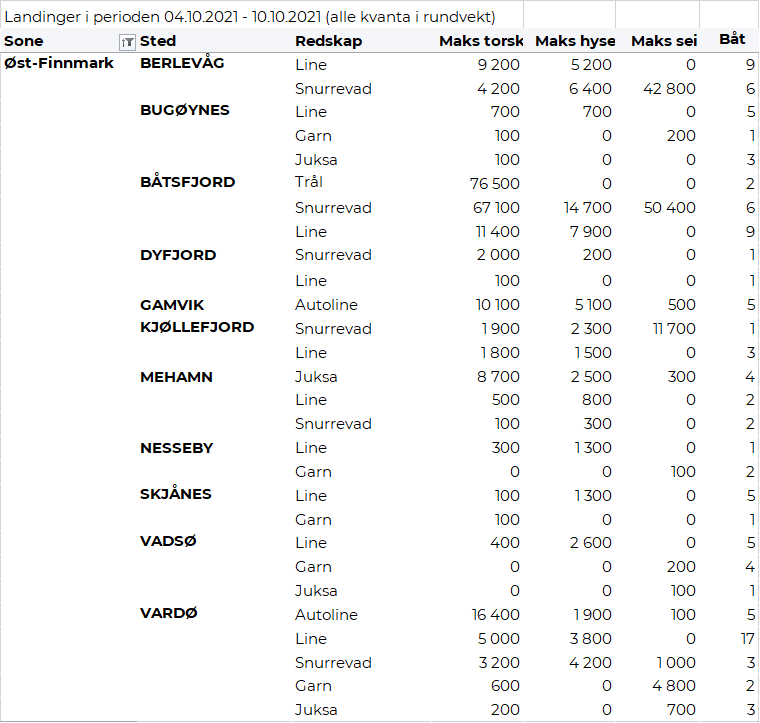 Landinger i perioden 04.10.2021 - 10.10.2021 (alle kvanta i rundvekt)
Sone Sted Redskap Maks torsk Maks hyse Maks sei Båt
Øst-Finnmark BERLEVÅG Line 9 200 5 200 0 9
Snurrevad 4 200 6 400 42 800 6
BUGØYNES Line 700 700 0 5
Garn 100 0 200 1
Juksa 100 0 0 3
BÅTSFJORD Trål 76 500 0 0 2
Snurrevad 67 100 14 700 50 400 6
Line 11 400 7 900 0 9
DYFJORD Snurrevad 2 000 200 0 1
Line 100 0 0 1
GAMVIK Autoline 10 100 5 100 500 5
KJØLLEFJORD Snurrevad 1 900 2 300 11 700 1
Line 1 800 1 500 0 3
MEHAMN Juksa 8 700 2 500 300 4
Line 500 800 0 2
Snurrevad 100 300 0 2
NESSEBY Line 300 1 300 0 1
Garn 0 0 100 2
SKJÅNES Line 100 1 300 0 5
Garn 100 0 0 1
VADSØ Line 400 2 600 0 5
Garn 0 0 200 4
Juksa 0 0 100 1
VARDØ Autoline 16 400 1 900 100 5
Line 5 000 3 800 0 17
Snurrevad 3 200 4 200 1 000 3
Garn 600 0 4 800 2
Juksa 200 0 700 3